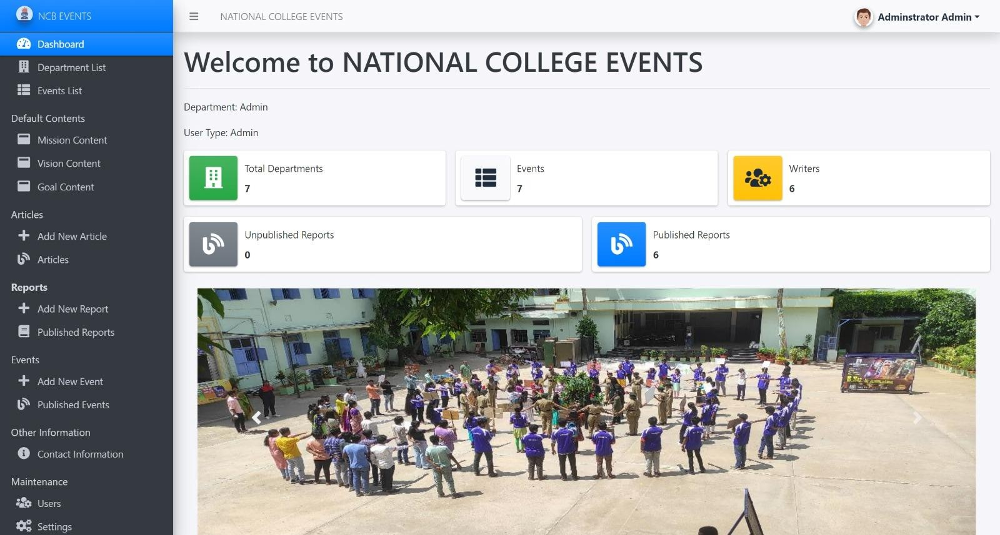 NCB EVENTS
NATIONAL COLLEGE EVENTS
Adminstrator Admin
Dashboard
Department List
Events List
Default Contents
Mission Content
Vision Content
Goal Content
Articles
Add New Article
Articles
Reports
Add New Report
Published Reports
Events
Add New Event
Published Events
Other Information
Contact Information
Maintenance
Users
Settings
Welcome to NATIONAL COLLEGE EVENTS
Department: Admin
User Type: Admin
Total Departments
7
Events
7
Writers
6
Unpublished Reports
0
Published Reports
6
B.Sc in Animation